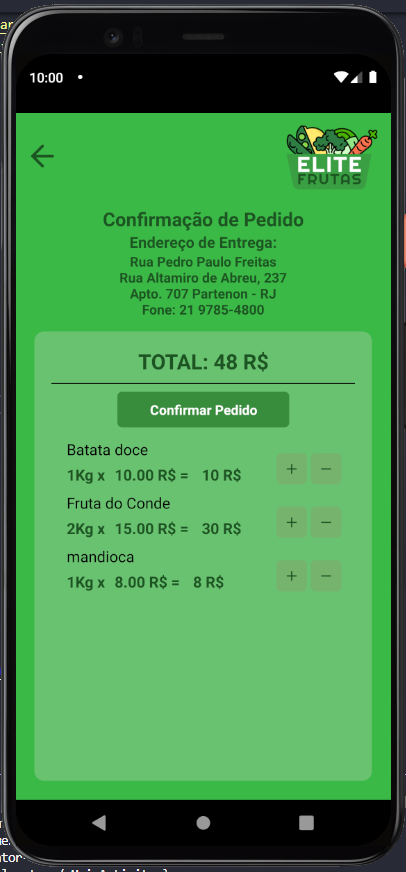 10:00
ELITE
FRUTAS
Confirmação de Pedido
Endereço de Entrega:
Rua Pedro Paulo Freitas
Rua Altamiro de Abreu, 237
Apto. 707 Partenon - RJ
Fone: 21 9785-4800
TOTAL: 48 R$
Confirmar Pedido
Batata doce
1Kg x 10.00 R$ = 10 R$ + −
Fruta do Conde
2Kg x 15.00 R$ = 30 R$ + −
mandioca
1Kg x 8.00 R$ = 8 R$ + −